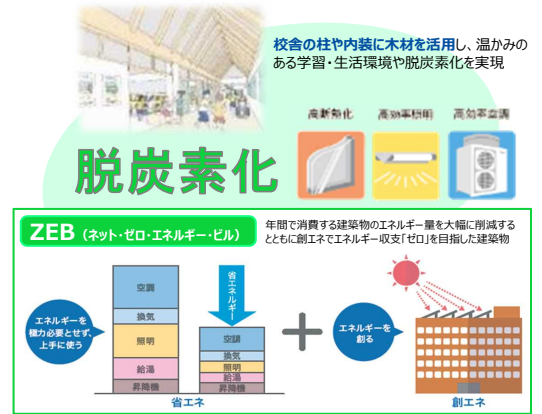 校舎の柱や内装に木材を活用し、温かみの
ある学習・生活環境や脱炭素化を実現
高断熱化 高効率照明 高効率空調
脱炭素化
ZEB（ネット・ゼロ・エネルギー・ビル）
年間で消費する建築物のエネルギー量を大幅に削減する
とともに創エネでエネルギー収支「ゼロ」を目指した建築物
エネルギーを
極力必要とせず、
上手に使う
空調
換気
照明
給湯
昇降機
省エネルギー
空調
換気
照明
給湯
昇降機
省エネ
＋
エネルギーを
創る
創エネ